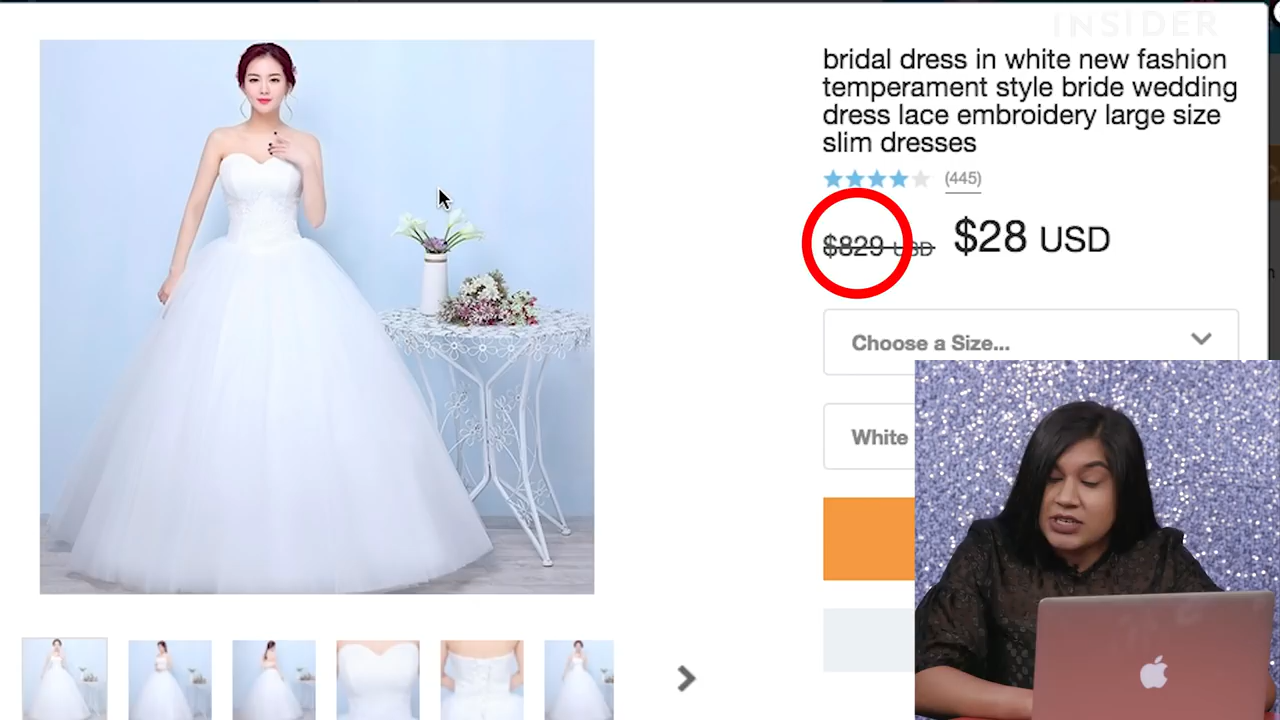 INSIDER
bridal dress in white new fashion
temperament style bride wedding
dress lace embroidery large size
slim dresses
(445)
$829 USD
$28 USD
Choose a Size...
White